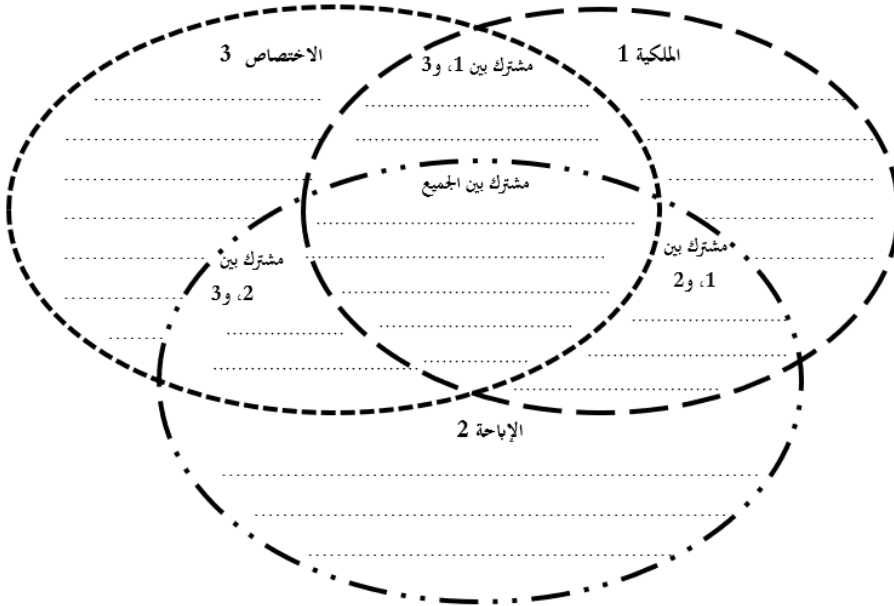 الملكية 1
مشترك بين 1، و3
الاختصاص 3
مشترك بين الجميع
مشترك بين
1، و2
مشترك بين
2، و3
الإباحة 2